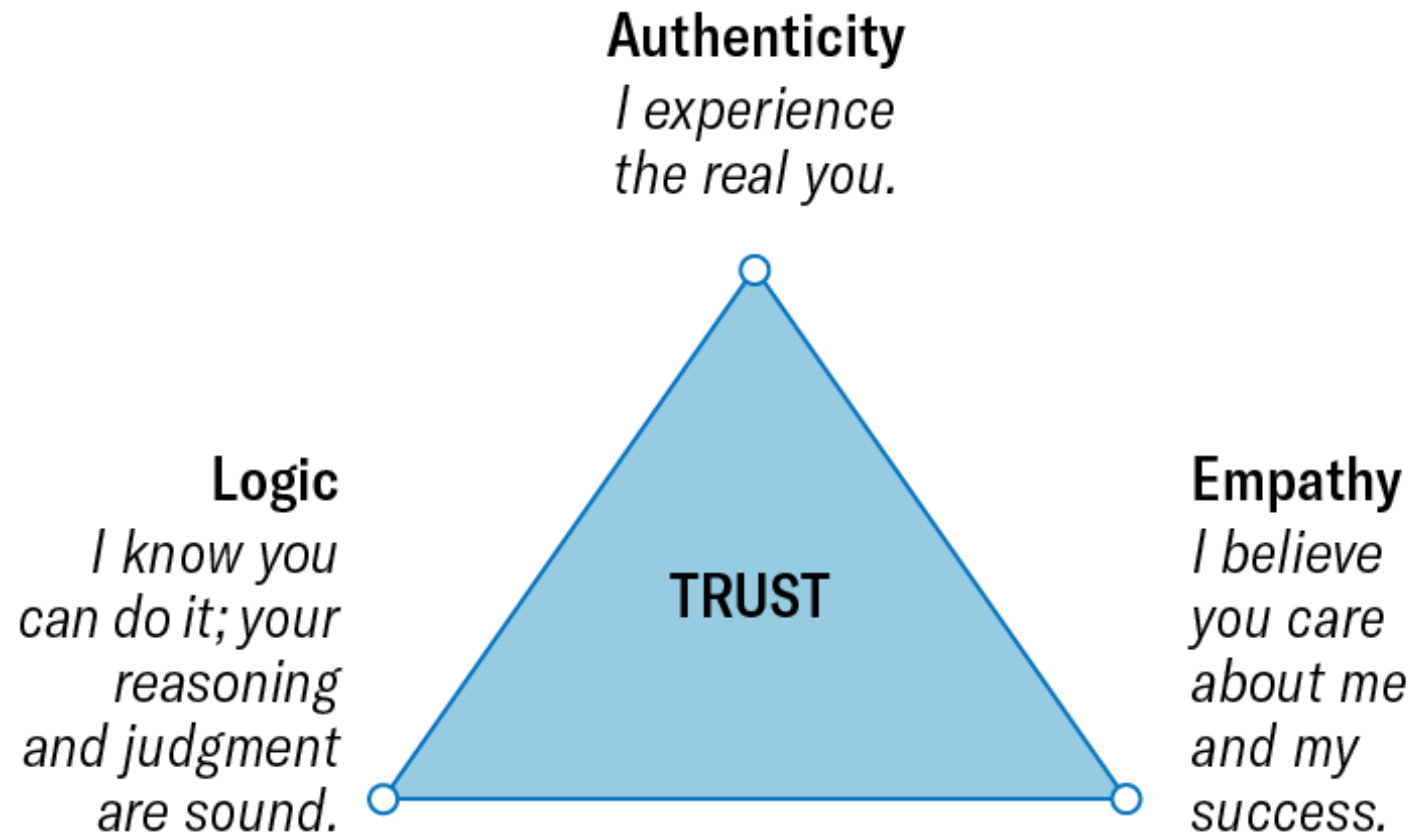 Authenticity
I experience
the real you.
Logic
I know you
can do it; your
reasoning
and judgment
are sound.
TRUST
Empathy
I believe
you care
about me
and my
success.